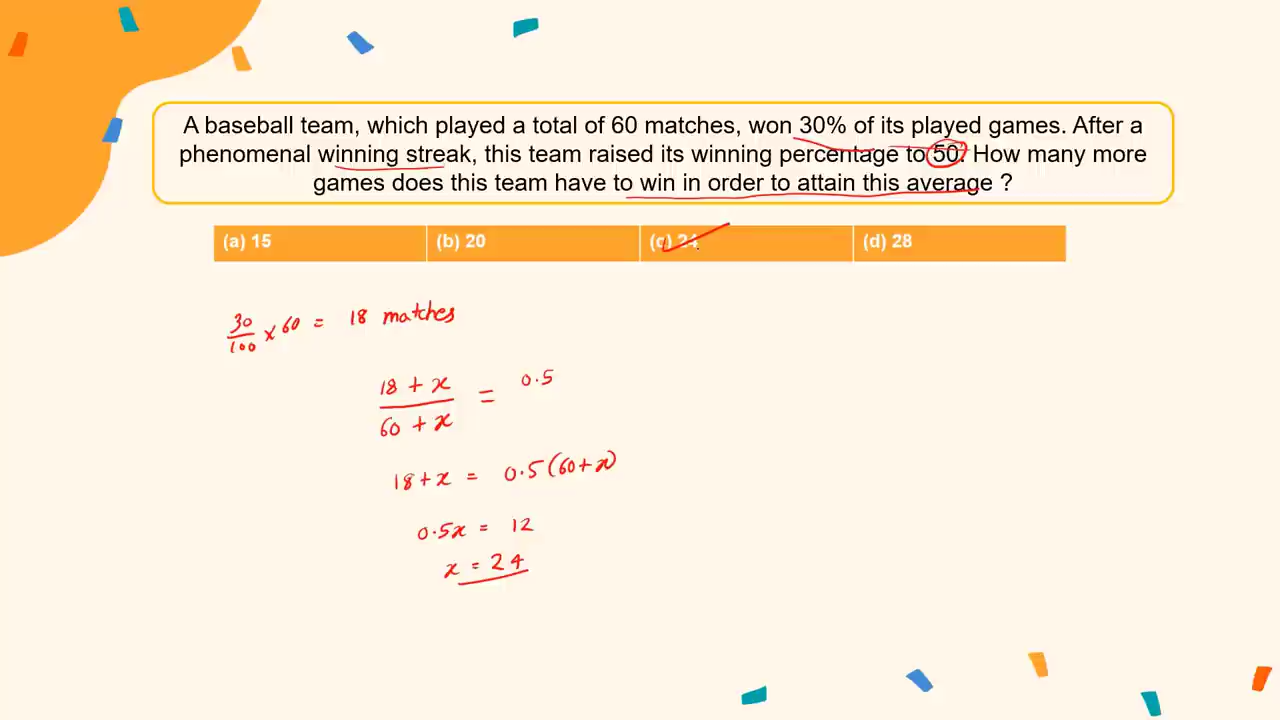 A baseball team, which played a total of 60 matches, won 30% of its played games. After a
phenomenal winning streak, this team raised its winning percentage to 50. How many more
games does this team have to win in order to attain this average ?
(a) 15 (b) 20 (c) 24 (d) 28
30/100 × 60 = 18 matches
18 + x / 60 + x = 0.5
18 + x = 0.5(60+x)
0.5x = 12
x = 24